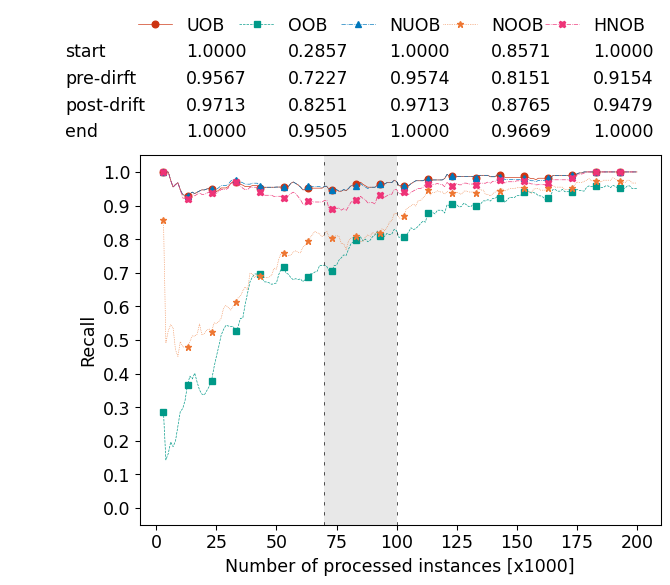 UOB OOB NUOB NOOB HNOB
start 1.0000 0.2857 1.0000 0.8571 1.0000
pre-dirft 0.9567 0.7227 0.9574 0.8151 0.9154
post-drift 0.9713 0.8251 0.9713 0.8765 0.9479
end 1.0000 0.9505 1.0000 0.9669 1.0000
1.0
0.9
0.8
0.7
0.6
0.5
0.4
0.3
0.2
0.1
0.0
Recall
0 25 50 75 100 125 150 175 200
Number of processed instances [x1000]